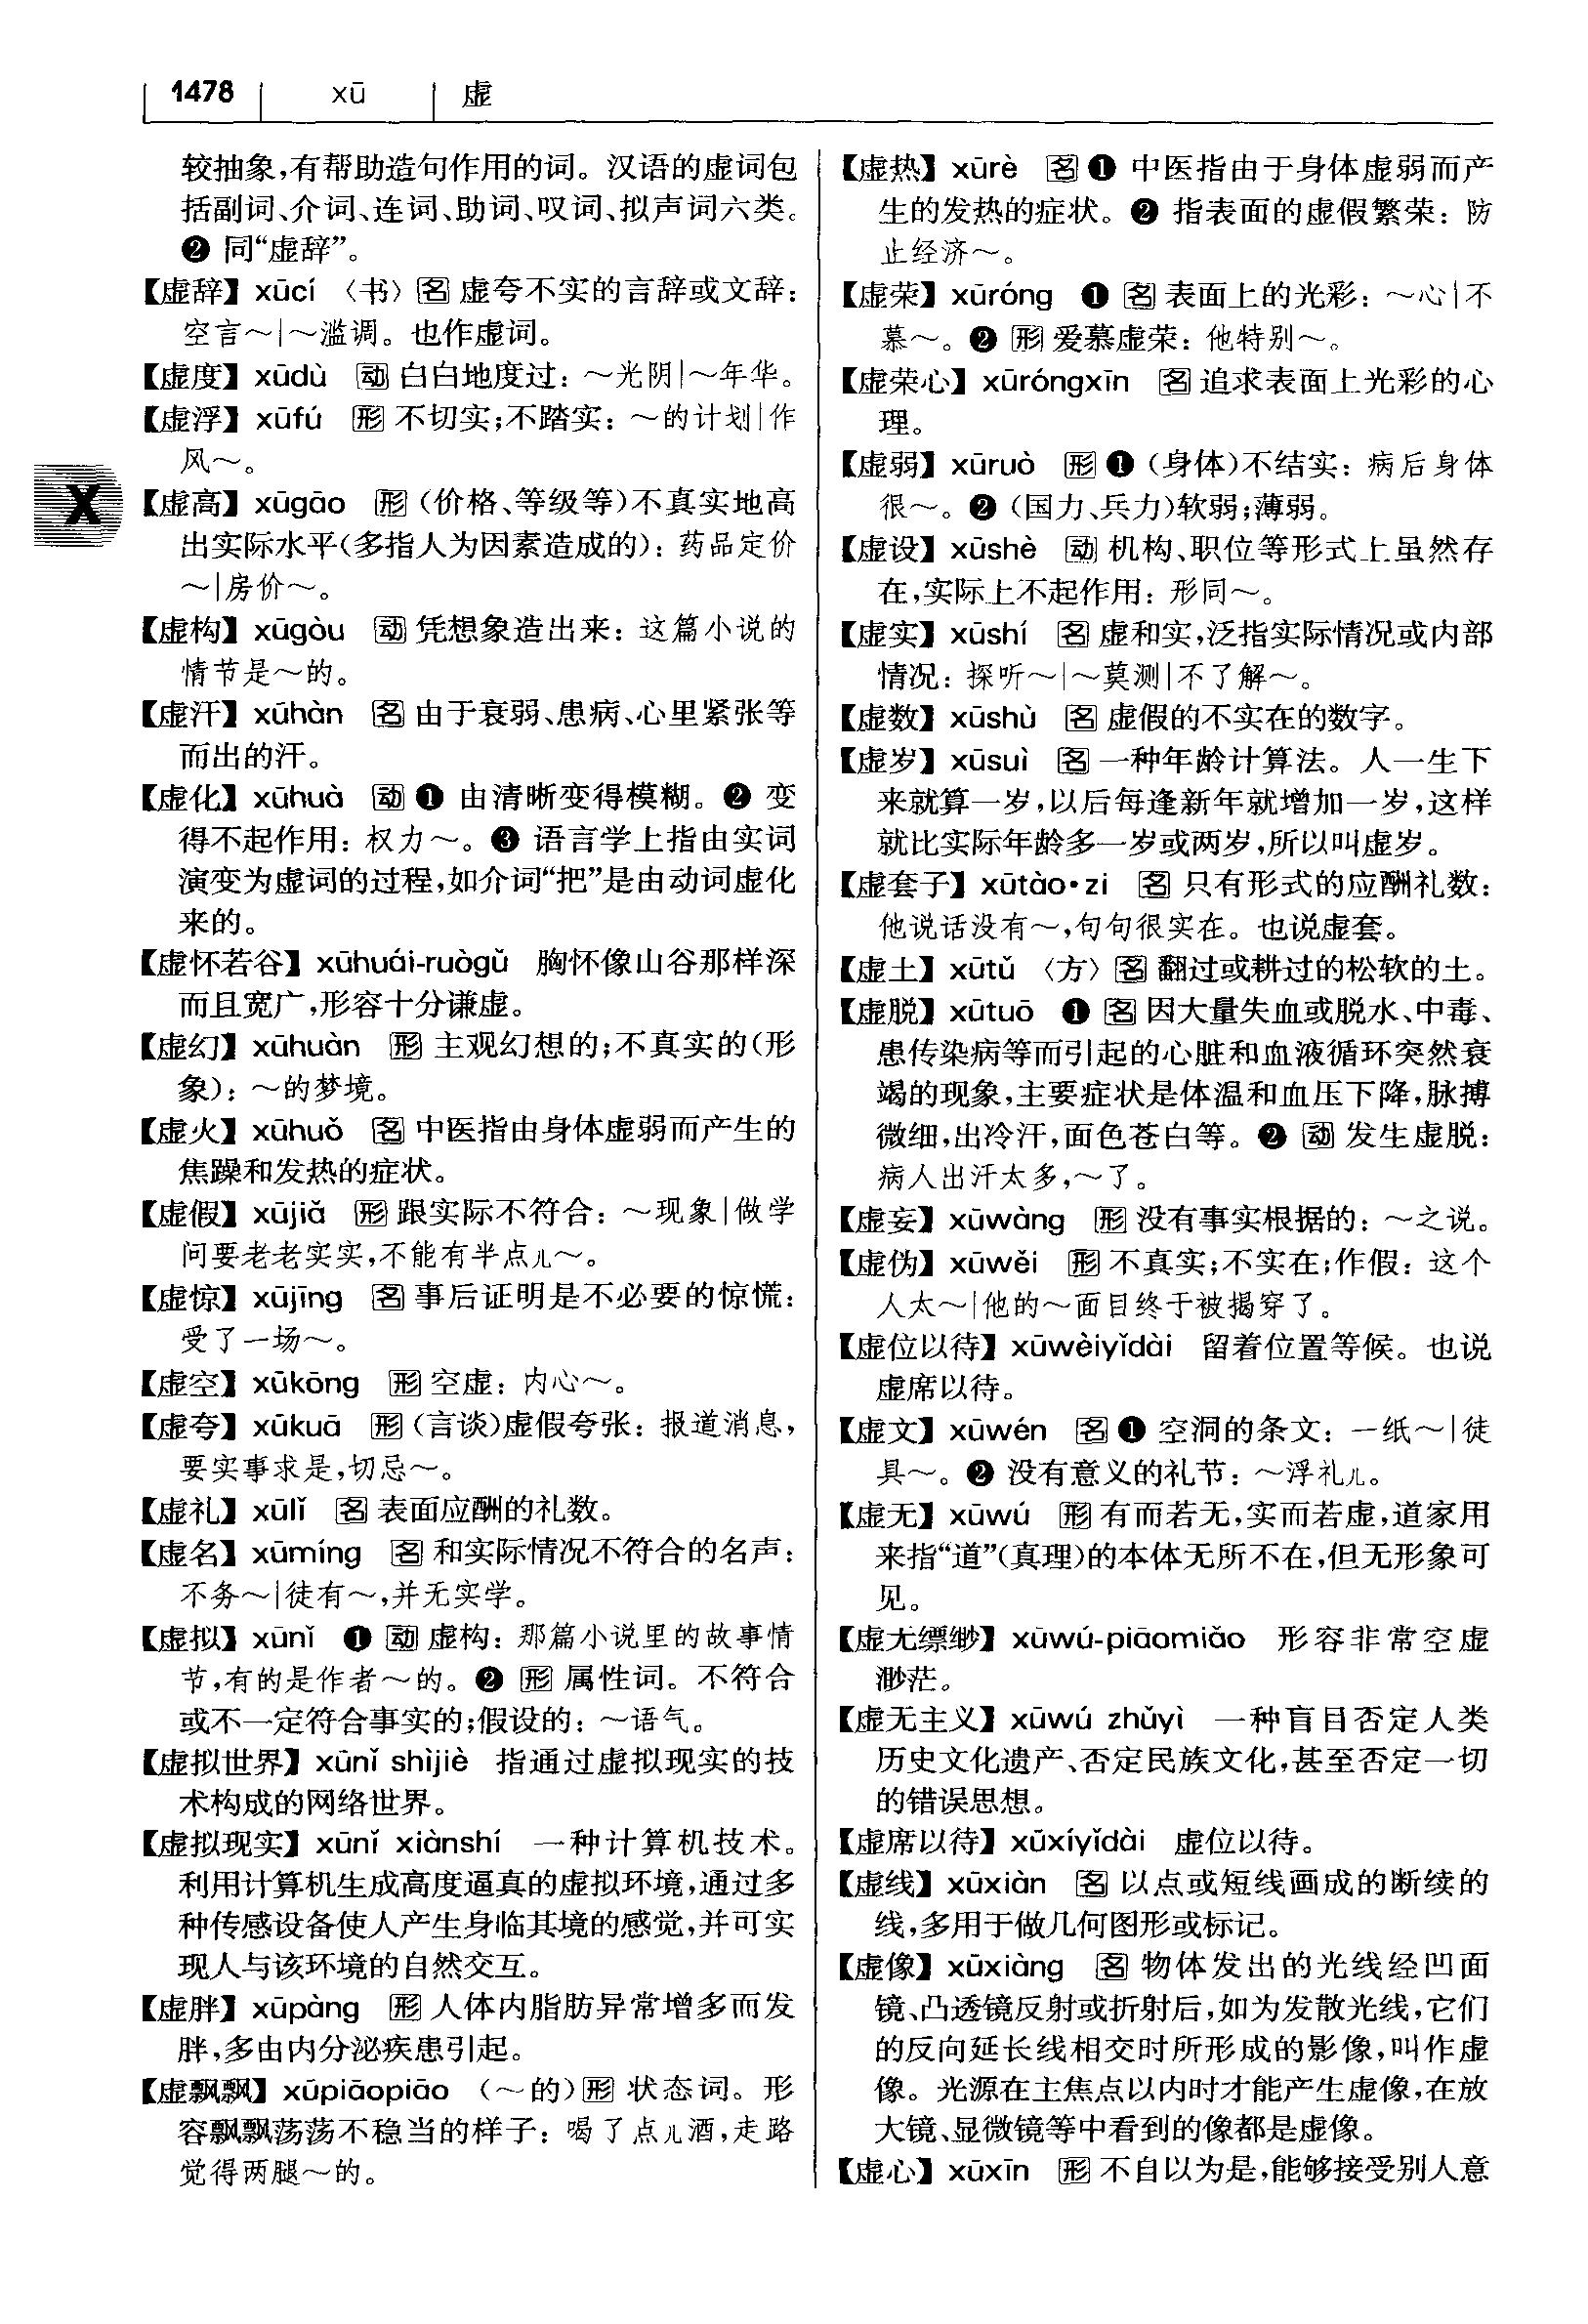 1478 xū 虚
较抽象,有帮助造句作用的词。汉语的虚词包
括副词、介词、连词、助词、叹词、拟声词六类。
❷ 同“虚辞”。
【虚辞】xūcí 〈书〉名 虚夸不实的言辞或文辞：
空言～|～滥调。也作虚词。
【虚度】xūdù 动 白白地度过：～光阴|～年华。
【虚浮】xūfú 形 不切实;不踏实：～的计划|作
风～。
X
【虚高】xūgāo 形 (价格、等级等)不真实地高
出实际水平(多指人为因素造成的)：药品定价
～|房价～。
【虚构】xūgòu 动 凭想象造出来：这篇小说的
情节是～的。
【虚汗】xūhàn 名 由于衰弱、患病、心里紧张等
而出的汗。
【虚化】xūhuà 动 ❶ 由清晰变得模糊。❷ 变
得不起作用：权力～。❸ 语言学上指由实词
演变为虚词的过程,如介词“把”是由动词虚化
来的。
【虚怀若谷】xūhuái-ruògǔ 胸怀像山谷那样深
而且宽广,形容十分谦虚。
【虚幻】xūhuàn 形 主观幻想的;不真实的(形
象)：～的梦境。
【虚火】xūhuǒ 名 中医指由身体虚弱而产生的
焦躁和发热的症状。
【虚假】xūjiǎ 形 跟实际不符合：～现象|做学
问要老老实实,不能有半点儿～。
【虚惊】xūjīng 名 事后证明是不必要的惊慌：
受了一场～。
【虚空】xūkōng 形 空虚：内心～。
【虚夸】xūkuā 形 (言谈)虚假夸张：报道消息,
要实事求是,切忌～。
【虚礼】xūlǐ 名 表面应酬的礼数。
【虚名】xūmíng 名 和实际情况不符合的名声：
不务～|徒有～,并无实学。
【虚拟】xūnǐ ❶ 动 虚构：那篇小说里的故事情
节,有的是作者～的。❷ 形 属性词。不符合
或不一定符合事实的;假设的：～语气。
【虚拟世界】xūnǐ shìjiè 指通过虚拟现实的技
术构成的网络世界。
【虚拟现实】xūnǐ xiànshí 一种计算机技术。
利用计算机生成高度逼真的虚拟环境,通过多
种传感设备使人产生身临其境的感觉,并可实
现人与该环境的自然交互。
【虚胖】xūpàng 形 人体内脂肪异常增多而发
胖,多由内分泌疾患引起。
【虚飘飘】xūpiāopiāo (～的)形 状态词。形
容飘飘荡荡不稳当的样子：喝了点儿酒,走路
觉得两腿～的。
【虚热】xūrè 名 ❶ 中医指由于身体虚弱而产
生的发热的症状。❷ 指表面的虚假繁荣：防
止经济～。
【虚荣】xūróng ❶ 名 表面上的光彩：～心|不
慕～。❷ 形 爱慕虚荣：他特别～。
【虚荣心】xūróngxīn 名 追求表面上光彩的心
理。
【虚弱】xūruò 形 ❶ (身体)不结实：病后身体
很～。❷ (国力、兵力)软弱;薄弱。
【虚设】xūshè 动 机构、职位等形式上虽然存
在,实际上不起作用：形同～。
【虚实】xūshí 名 虚和实,泛指实际情况或内部
情况：探听～|～莫测|不了解～。
【虚数】xūshù 名 虚假的不实在的数字。
【虚岁】xūsuì 名 一种年龄计算法。人一生下
来就算一岁,以后每逢新年就增加一岁,这样
就比实际年龄多一岁或两岁,所以叫虚岁。
【虚套子】xūtào·zi 名 只有形式的应酬礼数：
他说话没有～,句句很实在。也说虚套。
【虚土】xūtǔ 〈方〉名 翻过或耕过的松软的土。
【虚脱】xūtuō ❶ 名 因大量失血或脱水、中毒、
患传染病等而引起的心脏和血液循环突然衰
竭的现象,主要症状是体温和血压下降,脉搏
微细,出冷汗,面色苍白等。❷ 动 发生虚脱：
病人出汗太多,～了。
【虚妄】xūwàng 形 没有事实根据的：～之说。
【虚伪】xūwěi 形 不真实;不实在;作假：这个
人太～|他的～面目终于被揭穿了。
【虚位以待】xūwèiyǐdài 留着位置等候。也说
虚席以待。
【虚文】xūwén 名 ❶ 空洞的条文：一纸～|徒
具～。❷ 没有意义的礼节：～浮礼儿。
【虚无】xūwú 形 有而若无,实而若虚,道家用
来指“道”(真理)的本体无所不在,但无形象可
见。
【虚无缥缈】xūwú-piāomiǎo 形容非常空虚
渺茫。
【虚无主义】xūwú zhǔyì 一种盲目否定人类
历史文化遗产、否定民族文化,甚至否定一切
的错误思想。
【虚席以待】xūxíyǐdài 虚位以待。
【虚线】xūxiàn 名 以点或短线画成的断续的
线,多用于做几何图形或标记。
【虚像】xūxiàng 名 物体发出的光线经凹面
镜、凸透镜反射或折射后,如为发散光线,它们
的反向延长线相交时所形成的影像,叫作虚
像。光源在主焦点以内时才能产生虚像,在放
大镜、显微镜等中看到的像都是虚像。
【虚心】xūxīn 形 不自以为是,能够接受别人意